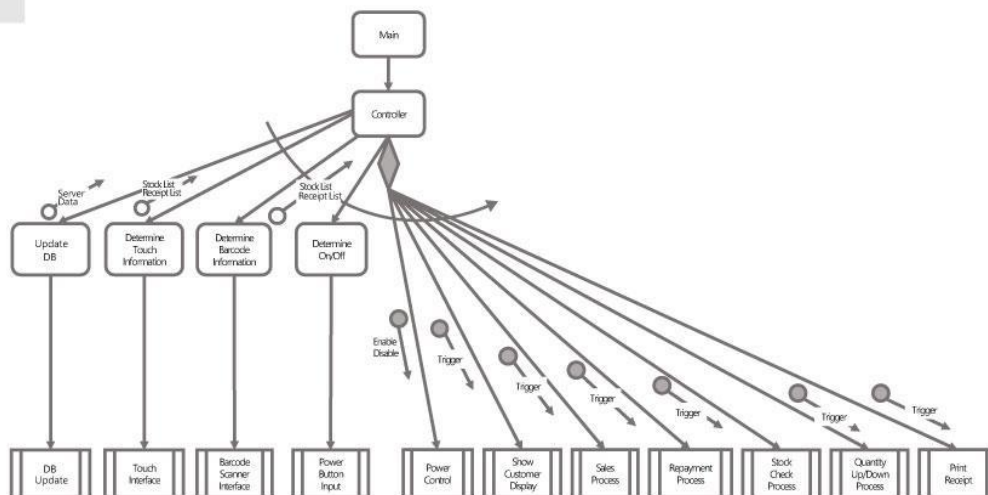 Main
Controller
Server
Data
Stock List
Receipt List
Stock List
Receipt List
Update
DB
Determine
Touch
Information
Determine
Barcode
Information
Determine
On/Off
Enable
Disable
Trigger
Trigger
Trigger
Trigger
Trigger
Trigger
DB
Update
Touch
Interface
Barcode
Scanner
Interface
Power
Button
Input
Power
Control
Show
Customer
Display
Sales
Process
Repayment
Process
Stock
Check
Process
Quantity
Up/Down
Process
Print
Receipt